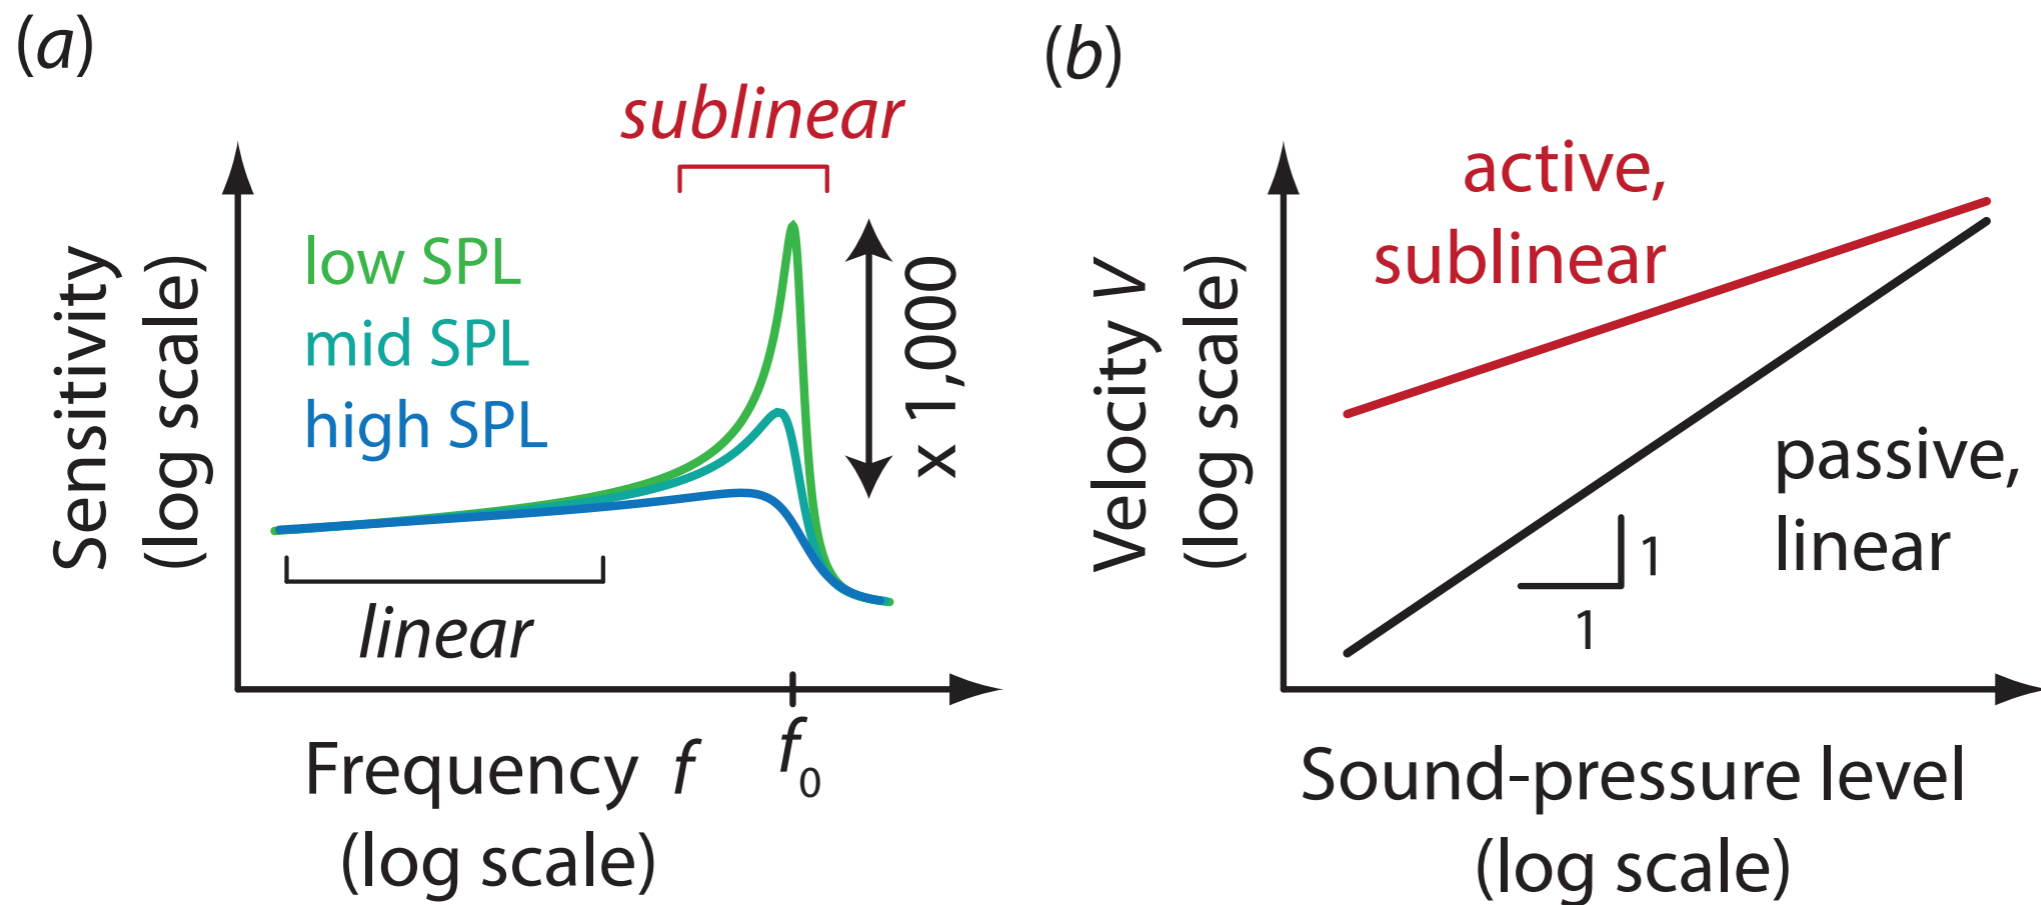 (a)
sublinear
low SPL
mid SPL
high SPL
x 1,000
Sensitivity
(log scale)
linear
f0
Frequency f
(log scale)
(b)
active,
sublinear
Velocity V
(log scale)
passive,
linear
1
1
Sound-pressure level
(log scale)